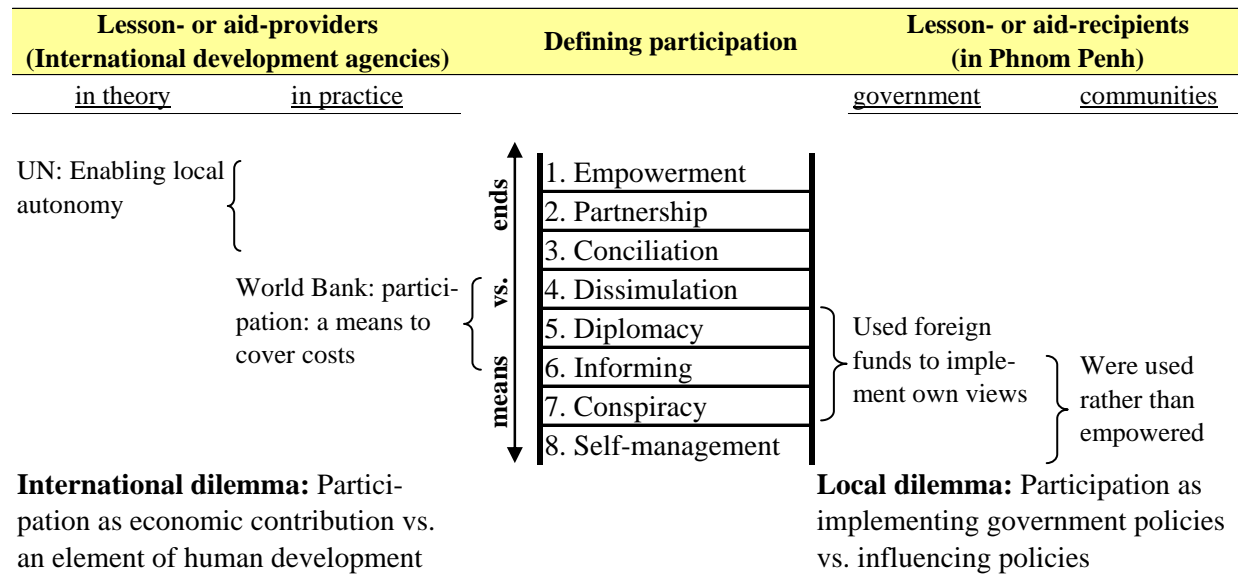 Lesson- or aid-providers
(International development agencies)
Defining participation
Lesson- or aid-recipients
(in Phnom Penh)
in theory
in practice
government
communities
UN: Enabling local
autonomy
World Bank: partici-
pation: a means to
cover costs
ends
vs.
means
1. Empowerment
2. Partnership
3. Conciliation
4. Dissimulation
5. Diplomacy
6. Informing
7. Conspiracy
8. Self-management
Used foreign
funds to imple-
ment own views
Were used
rather than
empowered
International dilemma: Partici-
pation as economic contribution vs.
an element of human development
Local dilemma: Participation as
implementing government policies
vs. influencing policies